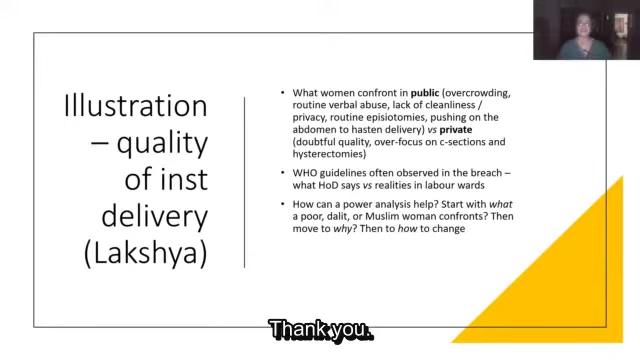 Illustration
– quality
of inst
delivery
(Lakshya)
• What women confront in public (overcrowding,
routine verbal abuse, lack of cleanliness /
privacy, routine episiotomies, pushing on the
abdomen to hasten delivery) vs private
(doubtful quality, over-focus on c-sections and
hysterectomies)
• WHO guidelines often observed in the breach –
what HoD says vs realities in labour wards
• How can a power analysis help? Start with what
a poor, dalit, or Muslim woman confronts? Then
move to why? Then to how to change
Thank you.